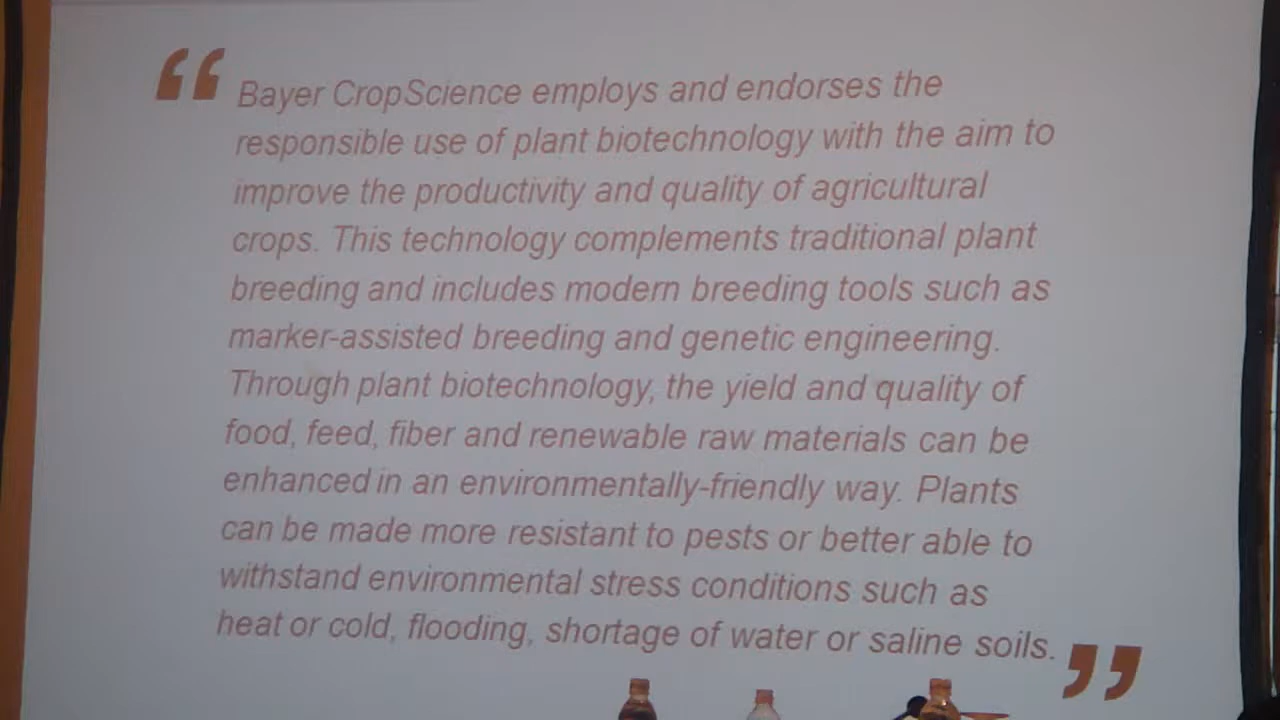 “ Bayer CropScience employs and endorses the
responsible use of plant biotechnology with the aim to
improve the productivity and quality of agricultural
crops. This technology complements traditional plant
breeding and includes modern breeding tools such as
marker-assisted breeding and genetic engineering.
Through plant biotechnology, the yield and quality of
food, feed, fiber and renewable raw materials can be
enhanced in an environmentally-friendly way. Plants
can be made more resistant to pests or better able to
withstand environmental stress conditions such as
heat or cold, flooding, shortage of water or saline soils. ”